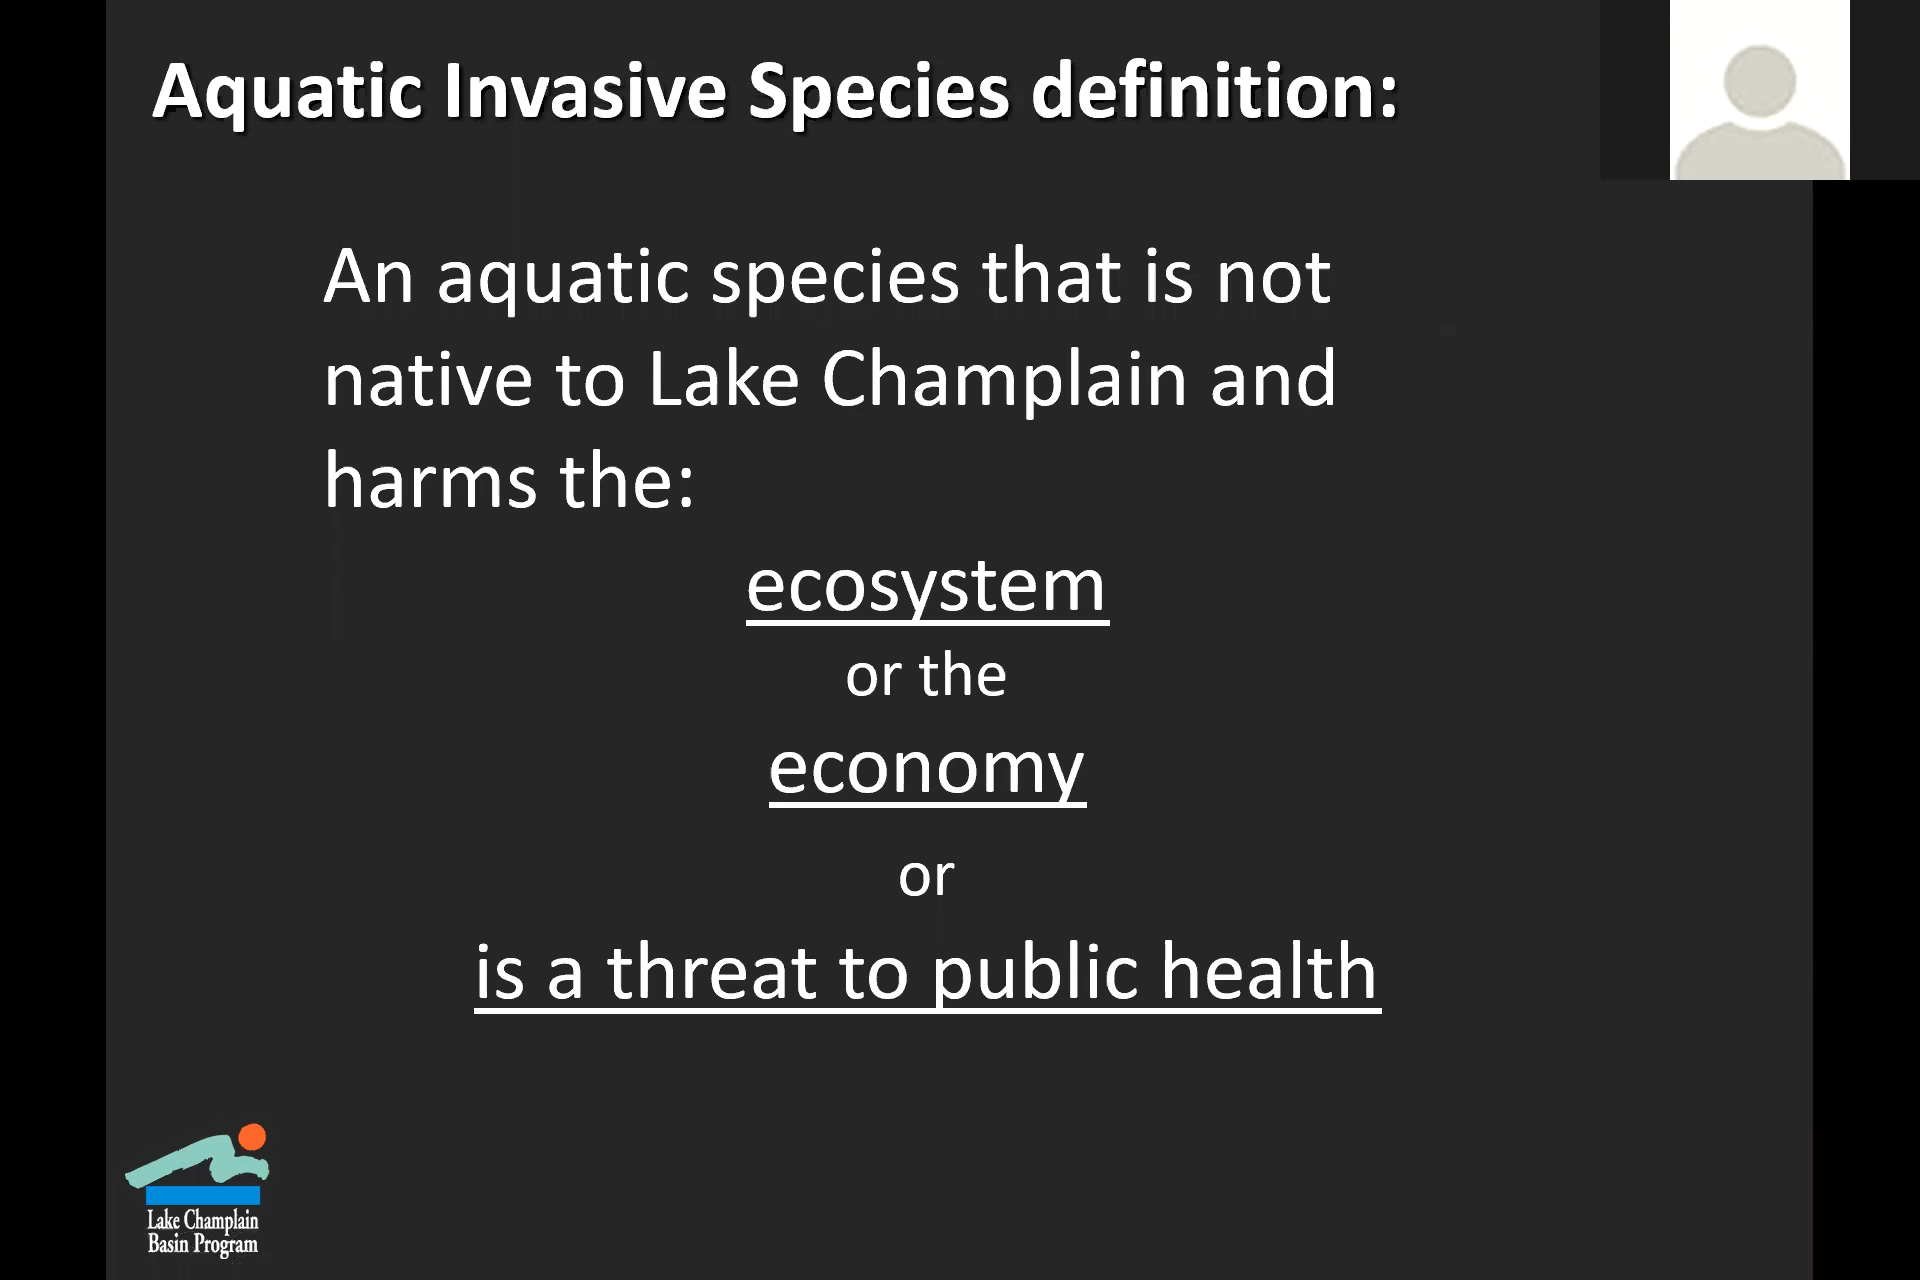 Aquatic Invasive Species definition:
An aquatic species that is not
native to Lake Champlain and
harms the:
ecosystem
or the
economy
or
is a threat to public health
Lake Champlain
Basin Program